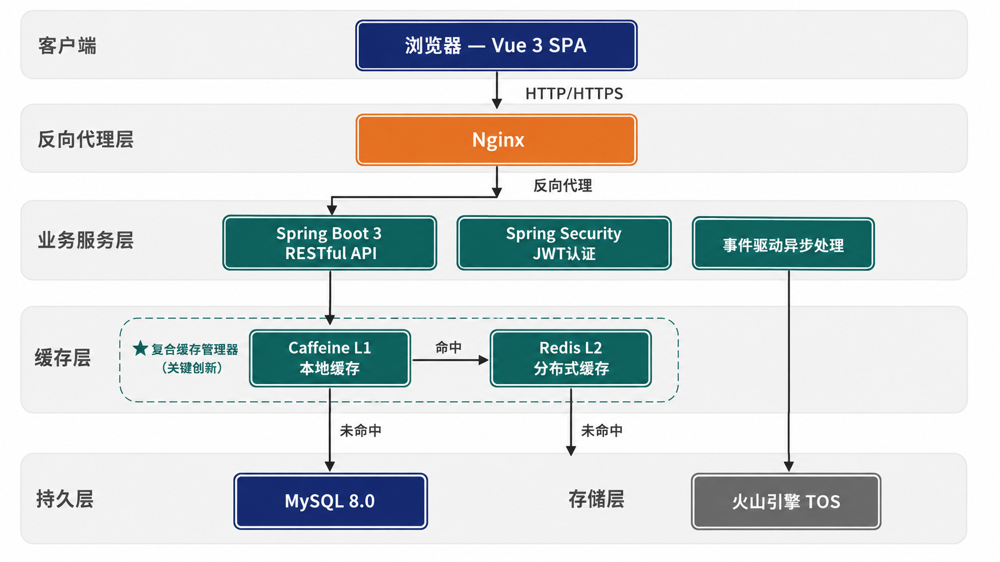 客户端
浏览器 — Vue 3 SPA
HTTP/HTTPS
反向代理层
Nginx
反向代理
业务服务层
Spring Boot 3
RESTful API
Spring Security
JWT认证
事件驱动异步处理
缓存层
★ 复合缓存管理器
（关键创新）
Caffeine L1
本地缓存
命中
Redis L2
分布式缓存
未命中
未命中
持久层
MySQL 8.0
存储层
火山引擎 TOS